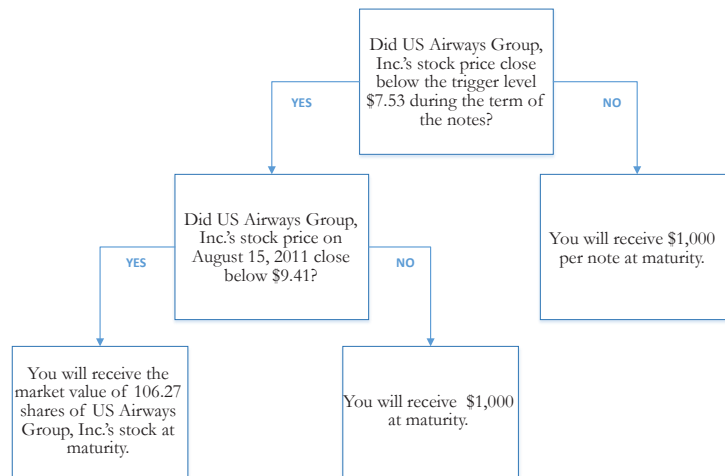 Did US Airways Group,
Inc.'s stock price close
below the trigger level
$7.53 during the term of
the notes?
YES
NO
Did US Airways Group,
Inc.'s stock price on
August 15, 2011 close
below $9.41?
You will receive $1,000
per note at maturity.
YES
NO
You will receive the
market value of 106.27
shares of US Airways
Group, Inc.'s stock at
maturity.
You will receive $1,000
at maturity.